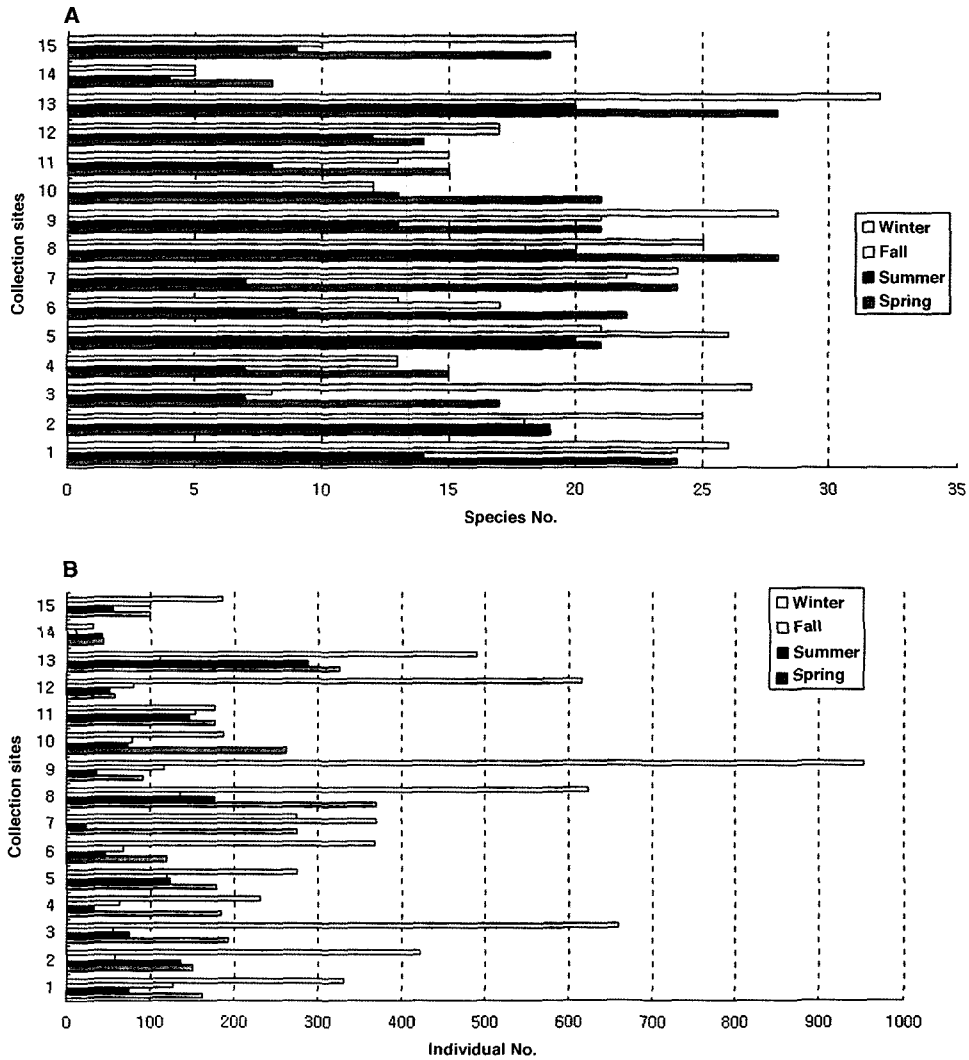 A
15
14
13
12
11
10
9
8
7
6
5
4
3
2
1
Collection sites
0 5 10 15 20 25 30 35
Species No.
Winter
Fall
Summer
Spring
B
15
14
13
12
11
10
9
8
7
6
5
4
3
2
1
Collection sites
0 100 200 300 400 500 600 700 800 900 1000
Individual No.
Winter
Fall
Summer
Spring